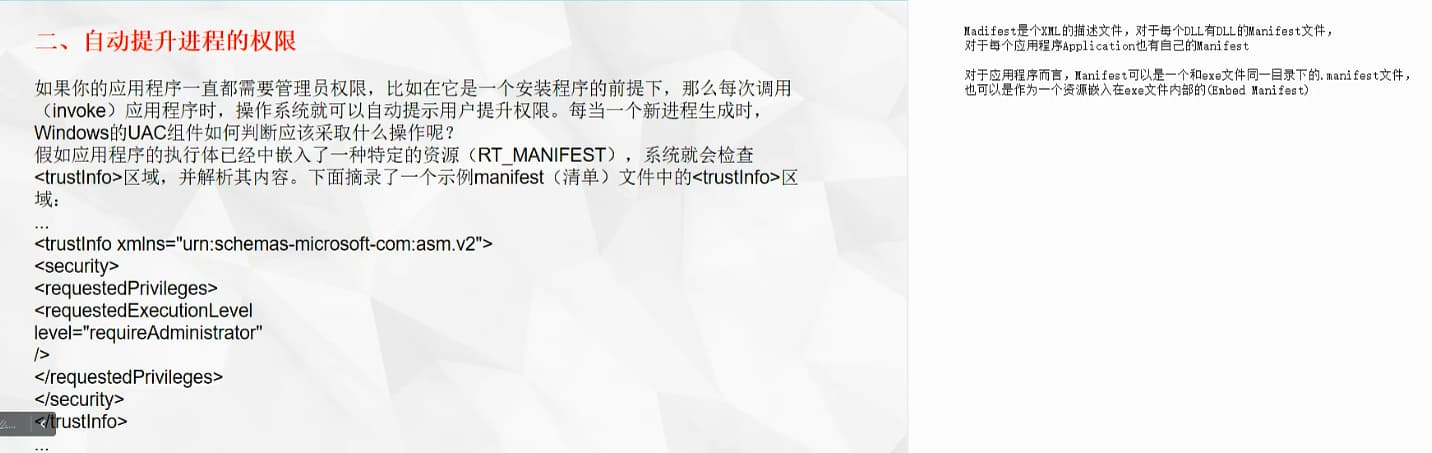 二、自动提升进程的权限
如果你的应用程序一直都需要管理员权限，比如在它是一个安装程序的前提下，那么每次调用
（invoke）应用程序时，操作系统就可以自动提示用户提升权限。每当一个新进程生成时，
Windows的UAC组件如何判断应该采取什么操作呢？
假如应用程序的执行体已经中嵌入了一种特定的资源（RT_MANIFEST），系统就会检查
<trustInfo>区域，并解析其内容。下面摘录了一个示例manifest（清单）文件中的<trustInfo>区
域：
...
<trustInfo xmlns="urn:schemas-microsoft-com:asm.v2">
<security>
<requestedPrivileges>
<requestedExecutionLevel
level="requireAdministrator"
/>
</requestedPrivileges>
</security>
</trustInfo>
...
Madifest是个XML的描述文件，对于每个DLL有DLL的Manifest文件，
对于每个应用程序Application也有自己的Manifest
对于应用程序而言，Manifest可以是一个和exe文件同一目录下的.manifest文件，
也可以是作为一个资源嵌入在exe文件内部的(Embed Manifest)